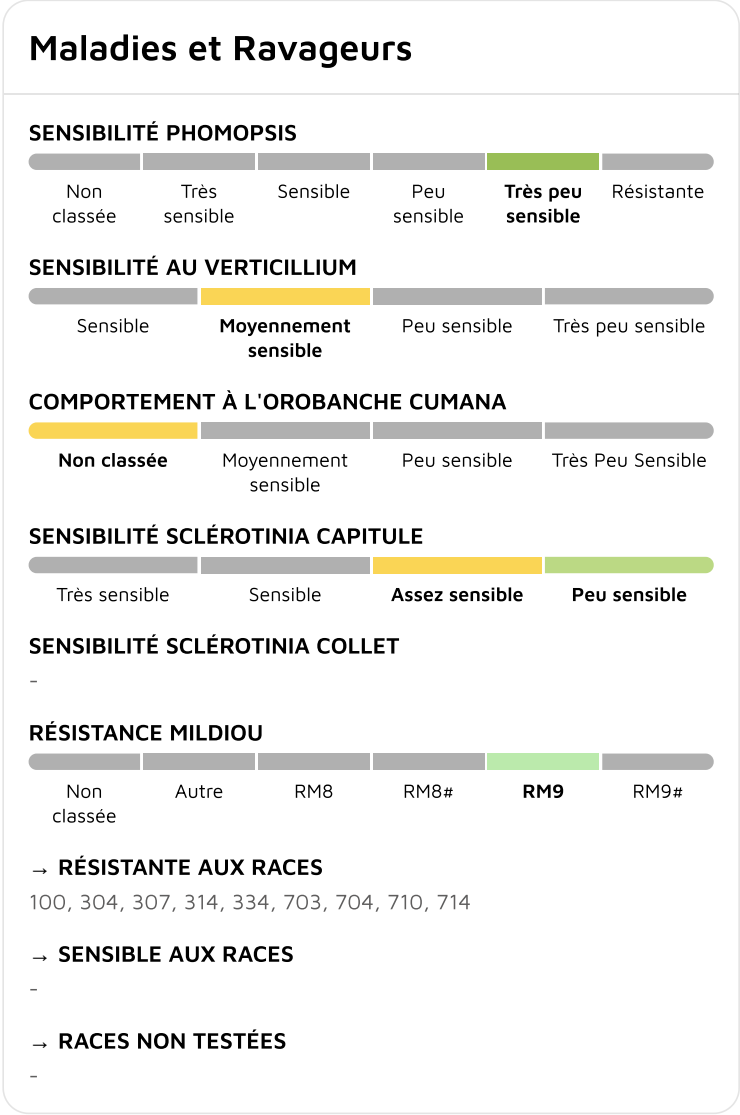 Maladies et Ravageurs
SENSIBILITÉ PHOMOPSIS
Non classée
Très sensible
Sensible
Peu sensible
Très peu sensible
Résistante
SENSIBILITÉ AU VERTICILLIUM
Sensible
Moyennement sensible
Peu sensible
Très peu sensible
COMPORTEMENT À L'OROBANCHE CUMANA
Non classée
Moyennement sensible
Peu sensible
Très Peu Sensible
SENSIBILITÉ SCLÉROTINIA CAPITULE
Très sensible
Sensible
Assez sensible
Peu sensible
SENSIBILITÉ SCLÉROTINIA COLLET
-
RÉSISTANCE MILDIOU
Non classée
Autre
RM8
RM8#
RM9
RM9#
→ RÉSISTANTE AUX RACES
100, 304, 307, 314, 334, 703, 704, 710, 714
→ SENSIBLE AUX RACES
-
→ RACES NON TESTÉES
-